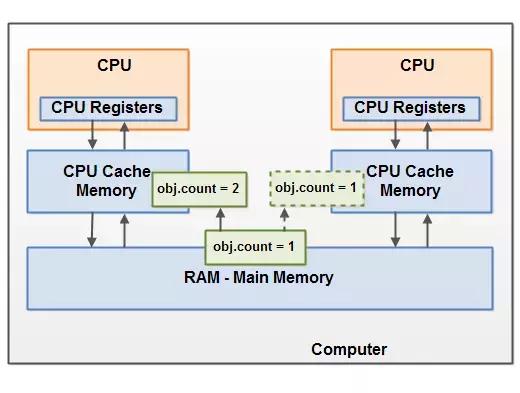 CPU
CPU Registers
CPU Cache
Memory
obj.count = 2
CPU
CPU Registers
CPU Cache
Memory
obj.count = 1
obj.count = 1
RAM - Main Memory
Computer